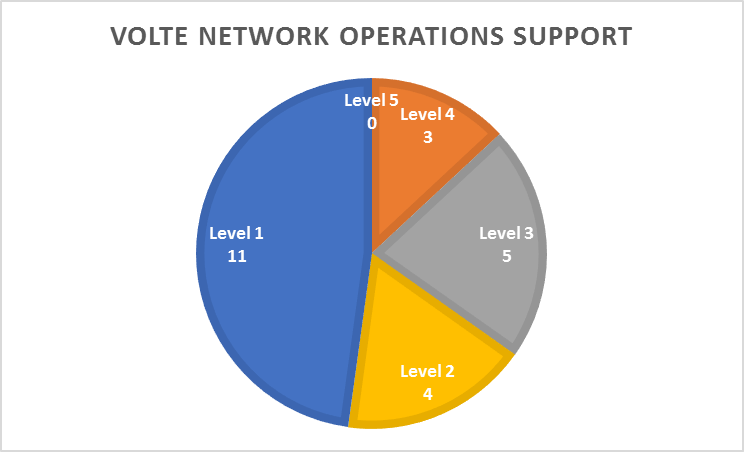 VOLTE NETWORK OPERATIONS SUPPORT
Level 5
0
Level 4
3
Level 3
5
Level 2
4
Level 1
11